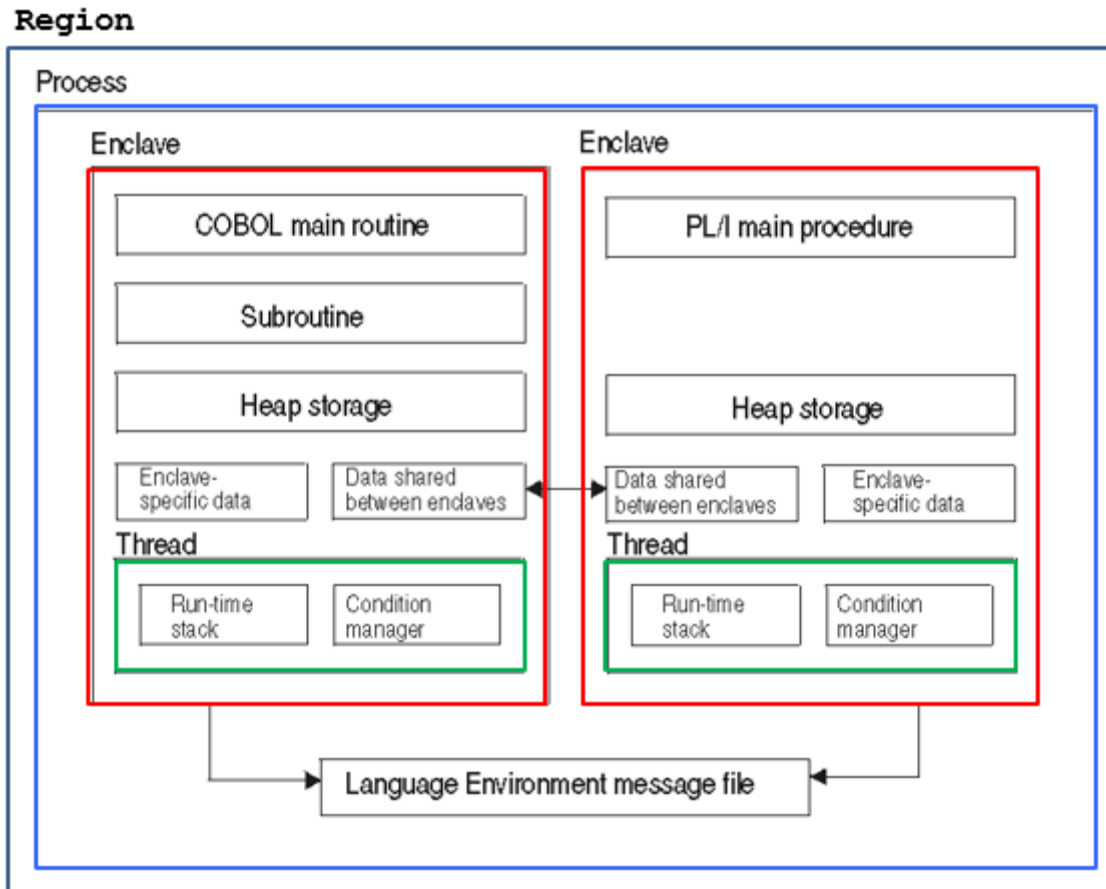 Region
Process
Enclave
COBOL main routine
Subroutine
Heap storage
Enclave-
specific data
Data shared
between enclaves
Thread
Run-time
stack
Condition
manager
Enclave
PL/I main procedure
Heap storage
Data shared
between enclaves
Enclave-
specific data
Thread
Run-time
stack
Condition
manager
Language Environment message file